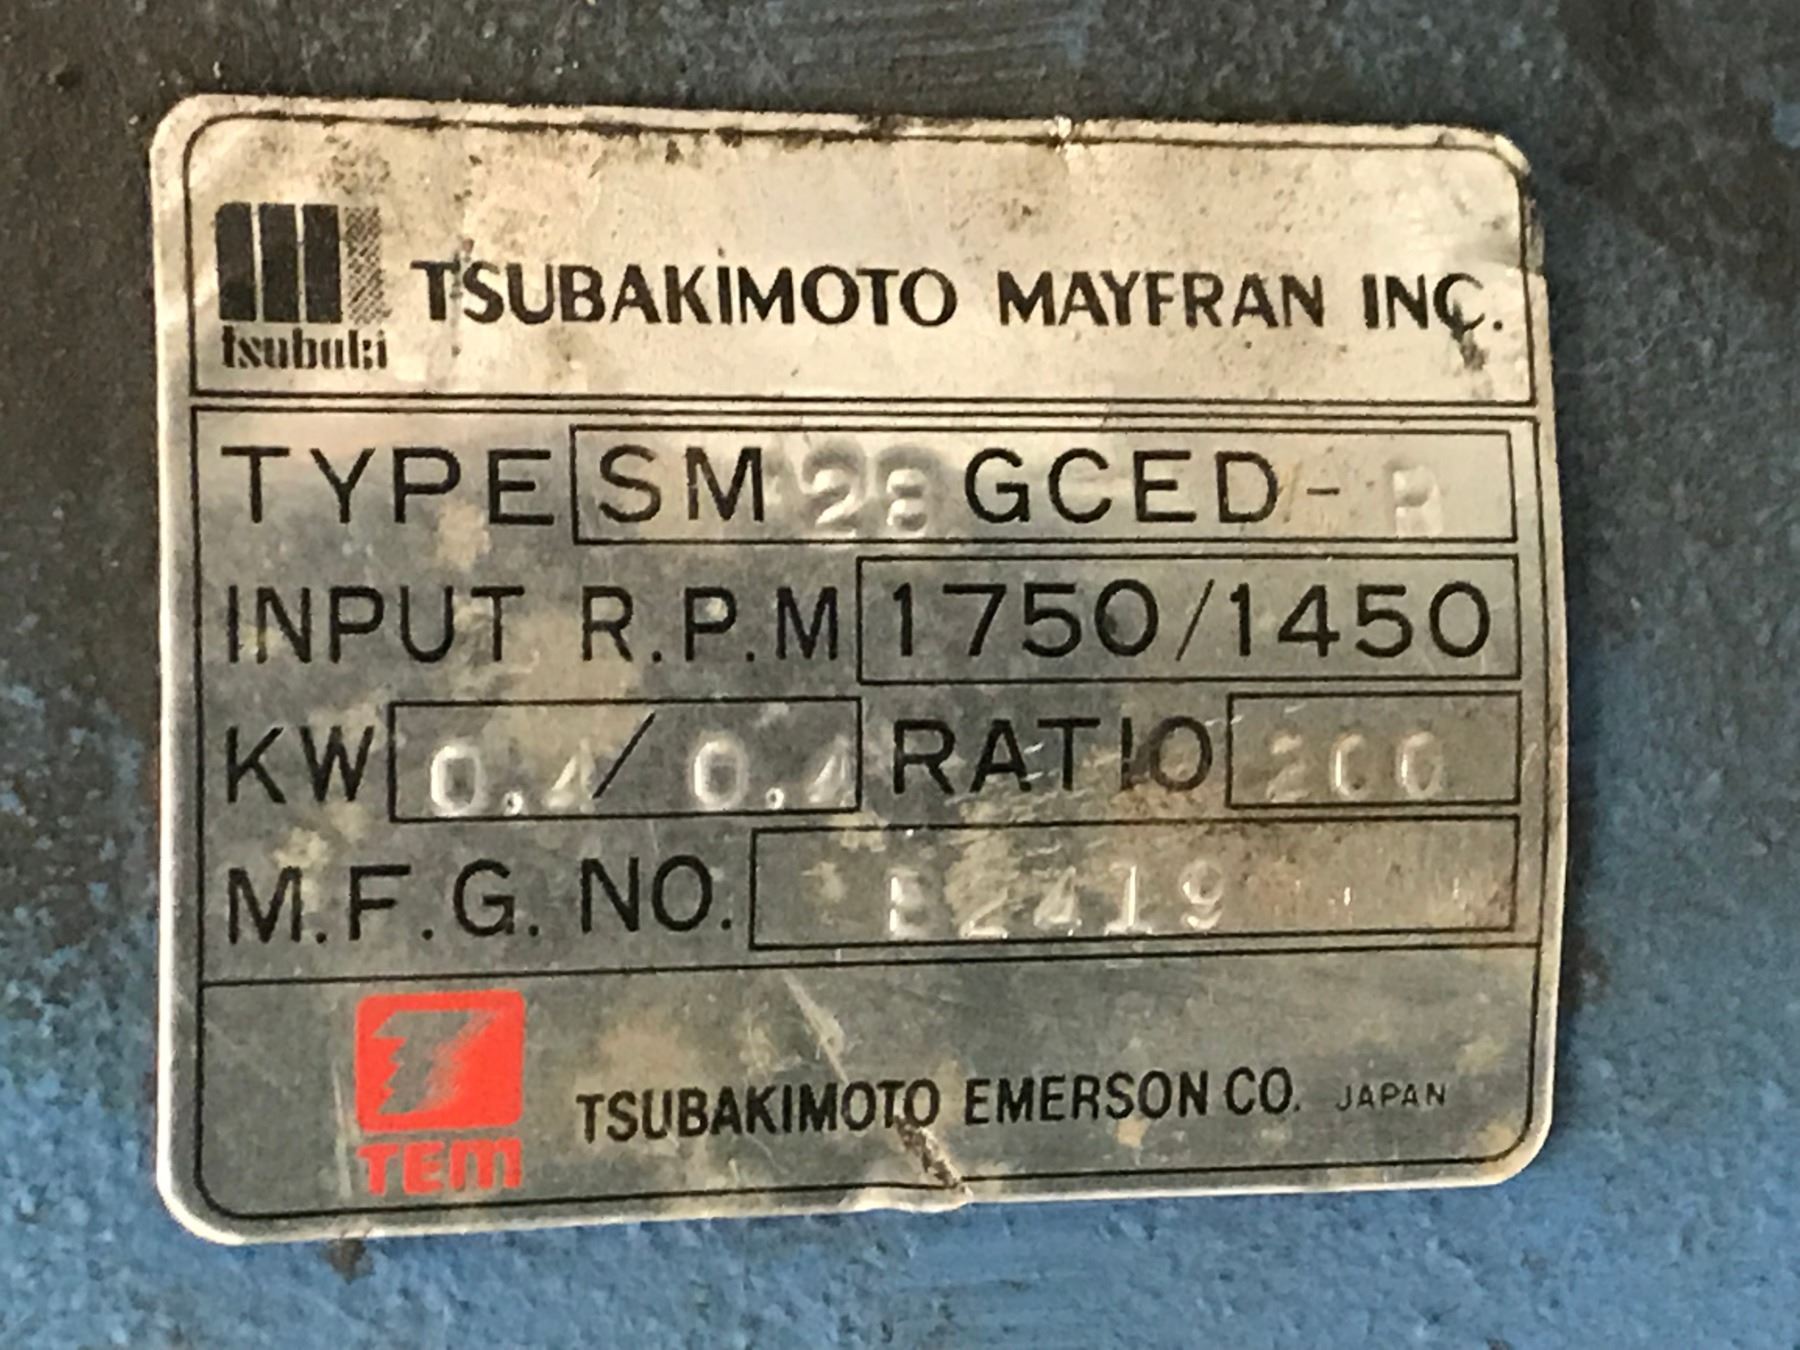 tsubaki
TSUBAKIMOTO MAYFRAN INC.
TYPE SM 28 GCED - R
INPUT R.P.M 1750/1450
KW 0.4 / 0.4 RATIO 200
M.F.G. NO. E2419
TEM
TSUBAKIMOTO EMERSON CO. JAPAN